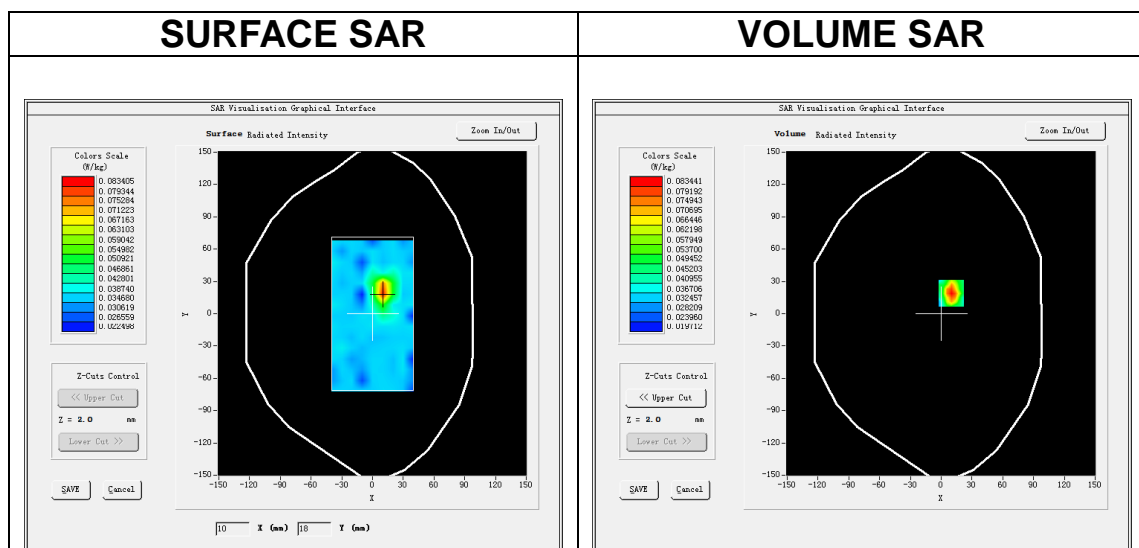 SURFACE SAR
VOLUME SAR
SAR Visualisation Graphical Interface
Surface Radiated Intensity
Zoom In/Out
Colors Scale
(W/kg)
0.083405
0.079344
0.075284
0.071223
0.067163
0.063103
0.059042
0.054982
0.050921
0.046861
0.042801
0.038740
0.034680
0.030619
0.026559
0.022498
Z-Cuts Control
<< Upper Cut
Z = 2.0 mm
Lower Cut >>
SAVE
Cancel
150
120
90
60
30
0
-30
-60
-90
-120
-150
Y
-150 -120 -90 -60 -30 0 30 60 90 120 150
X
10 X (mm) 18 Y (mm)
SAR Visualisation Graphical Interface
Volume Radiated Intensity
Zoom In/Out
Colors Scale
(W/kg)
0.083441
0.079192
0.074943
0.070695
0.066446
0.062198
0.057949
0.053700
0.049452
0.045203
0.040955
0.036706
0.032457
0.028209
0.023960
0.019712
Z-Cuts Control
<< Upper Cut
Z = 2.0 mm
Lower Cut >>
SAVE
Cancel
150
120
90
60
30
0
-30
-60
-90
-120
-150
Y
-150 -120 -90 -60 -30 0 30 60 90 120 150
X